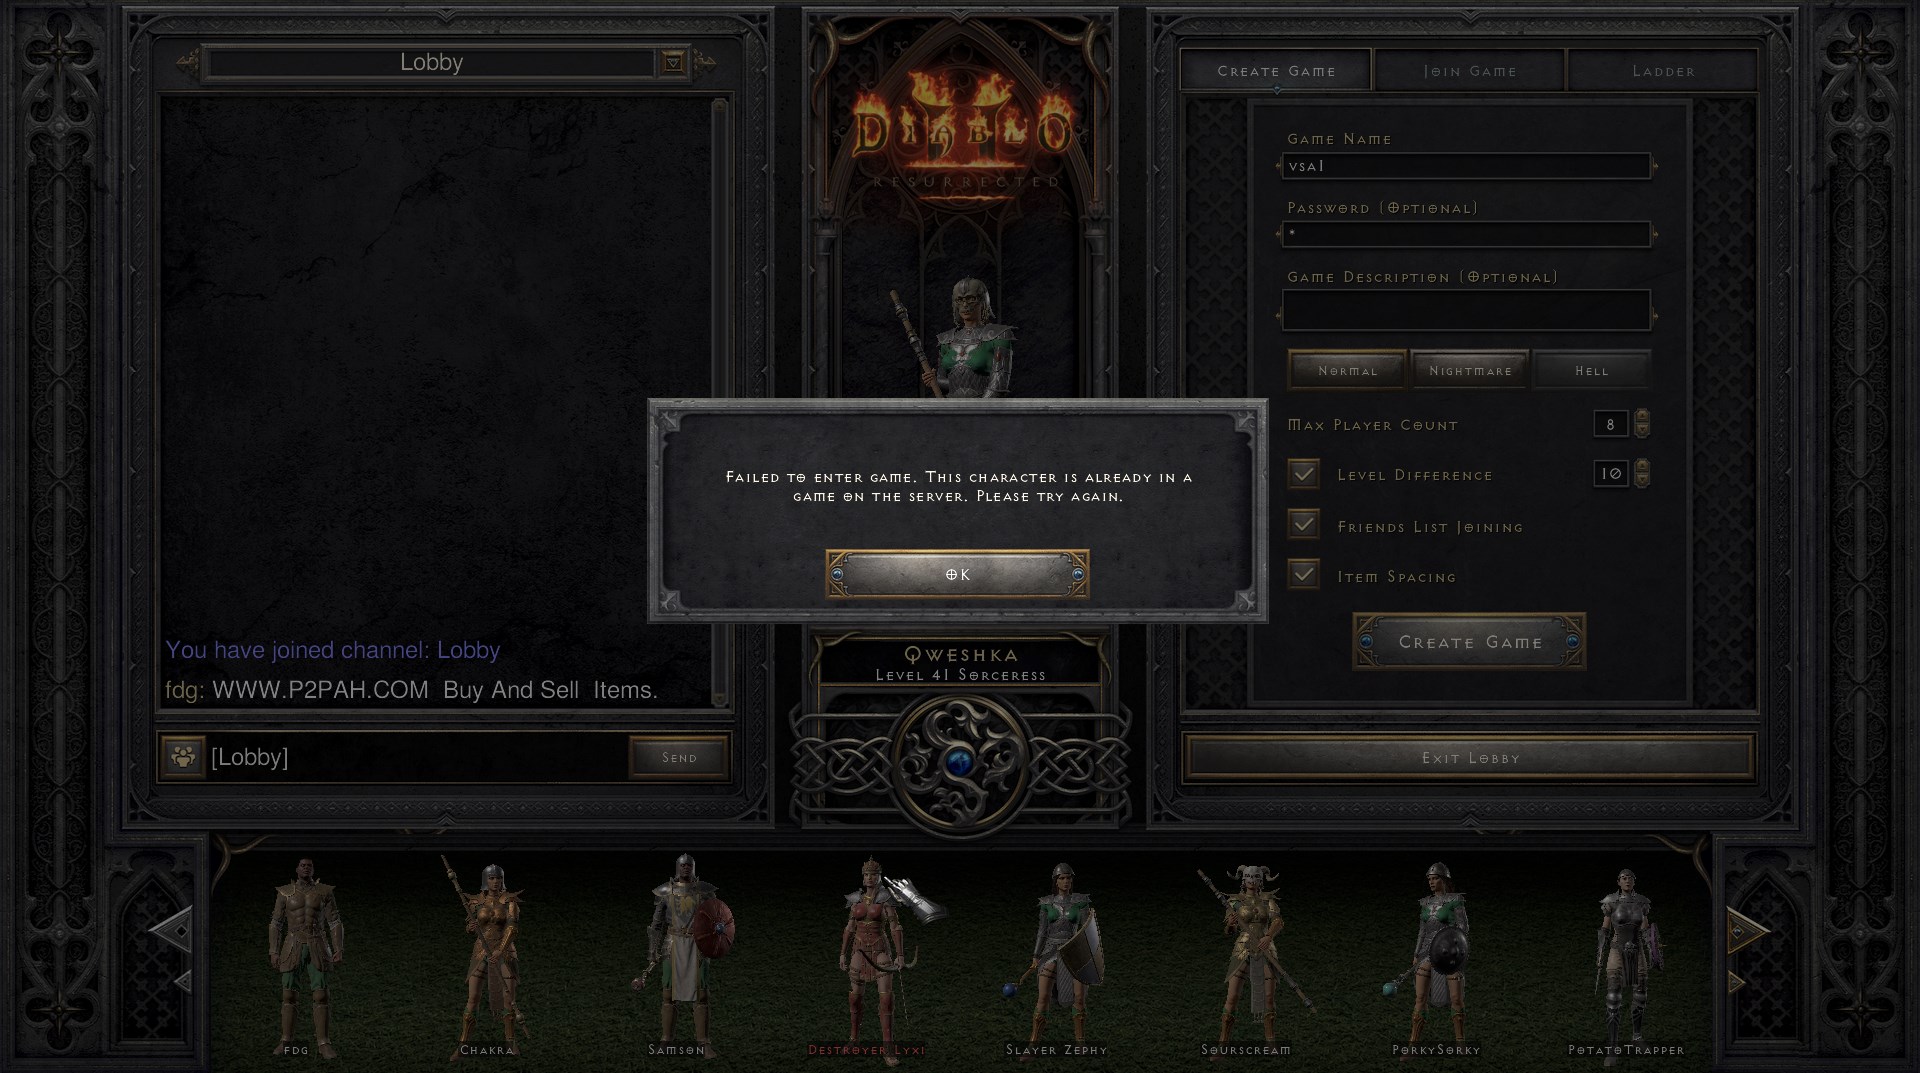 Lobby
DIABLO II
RESURRECTED
CREATE GAME
JOIN GAME
LADDER
GAME NAME
VSA1
PASSWORD (OPTIONAL)
*
GAME DESCRIPTION (OPTIONAL)
NORMAL
NIGHTMARE
HELL
MAX PLAYER COUNT
8
LEVEL DIFFERENCE
10
FRIENDS LIST JOINING
ITEM SPACING
CREATE GAME
EXIT LOBBY
FAILED TO ENTER GAME. THIS CHARACTER IS ALREADY IN A
GAME ON THE SERVER. PLEASE TRY AGAIN.
OK
QWESHKA
LEVEL 41 SORCERESS
You have joined channel: Lobby
fdg: WWW.P2PAH.COM  Buy And Sell  Items.
[Lobby]
SEND
FDG
CHAKRA
SAMSON
DESTROYER LYXI
SLAYER ZEPHY
SOURSCREAM
PORKYSORKY
POTATOTRAPPER